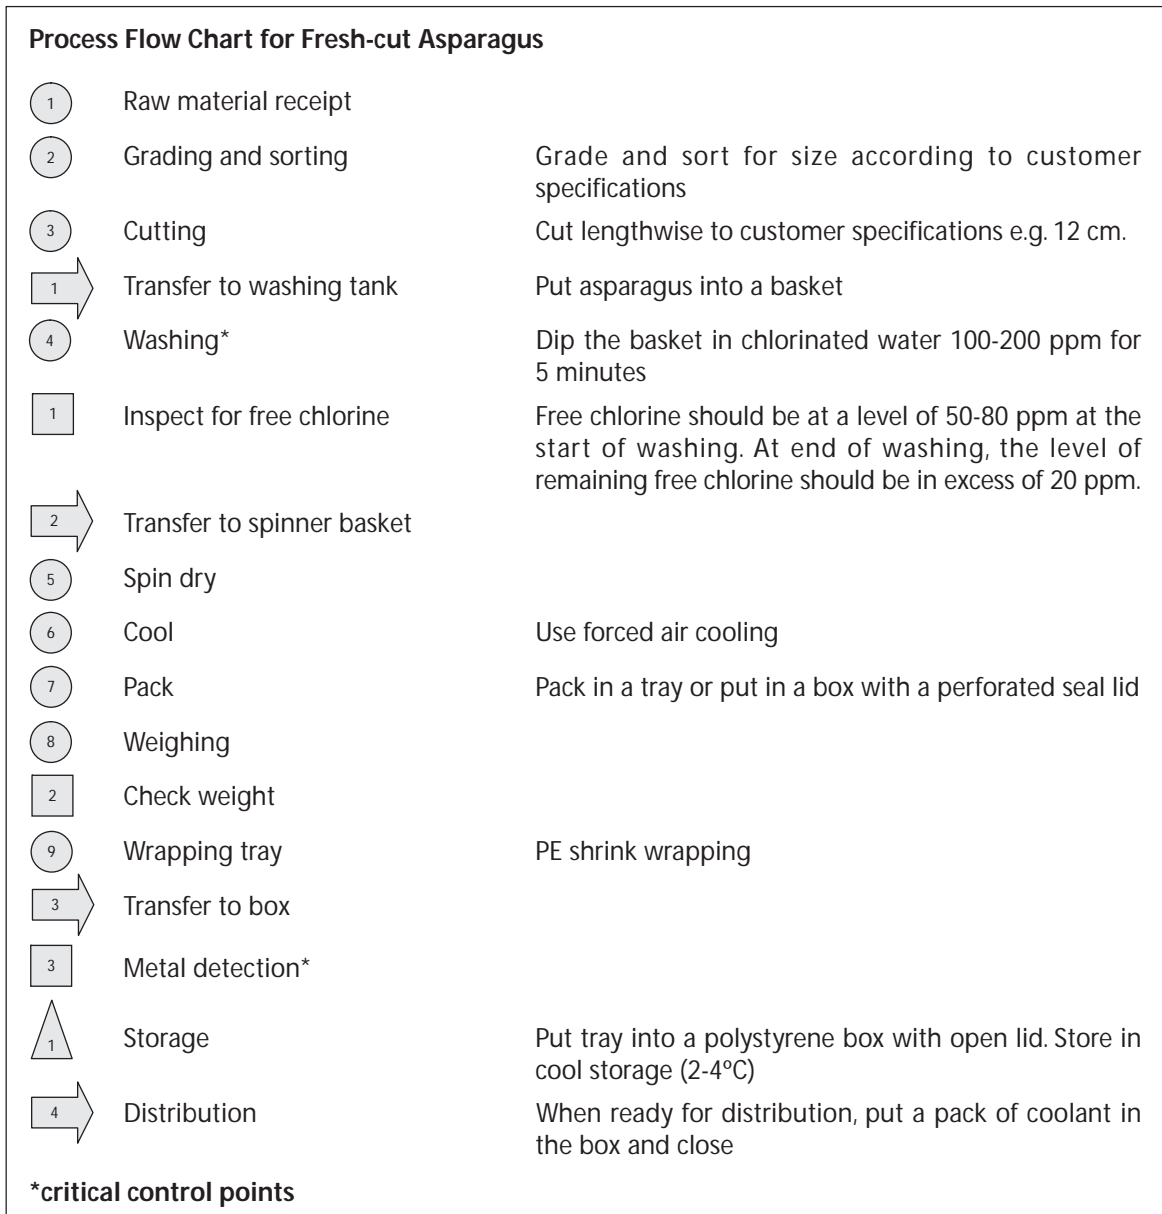 Process Flow Chart for Fresh-cut Asparagus
1 Raw material receipt
2 Grading and sorting Grade and sort for size according to customer
specifications
3 Cutting Cut lengthwise to customer specifications e.g. 12 cm.
1 Transfer to washing tank Put asparagus into a basket
4 Washing* Dip the basket in chlorinated water 100-200 ppm for
5 minutes
1 Inspect for free chlorine Free chlorine should be at a level of 50-80 ppm at the
start of washing. At end of washing, the level of
remaining free chlorine should be in excess of 20 ppm.
2 Transfer to spinner basket
5 Spin dry
6 Cool Use forced air cooling
7 Pack Pack in a tray or put in a box with a perforated seal lid
8 Weighing
2 Check weight
9 Wrapping tray PE shrink wrapping
3 Transfer to box
3 Metal detection*
1 Storage Put tray into a polystyrene box with open lid. Store in
cool storage (2-4ºC)
4 Distribution When ready for distribution, put a pack of coolant in
the box and close
*critical control points